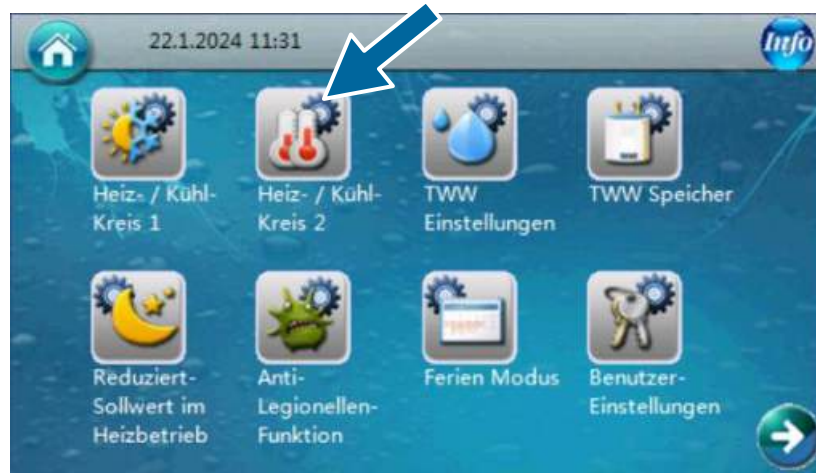 22.1.2024 11:31
Info
Heiz- / Kühl-
Kreis 1
Heiz- / Kühl-
Kreis 2
TWW
Einstellungen
TWW Speicher
Reduziert-
Sollwert im
Heizbetrieb
Anti-
Legionellen-
Funktion
Ferien Modus
Benutzer-
Einstellungen